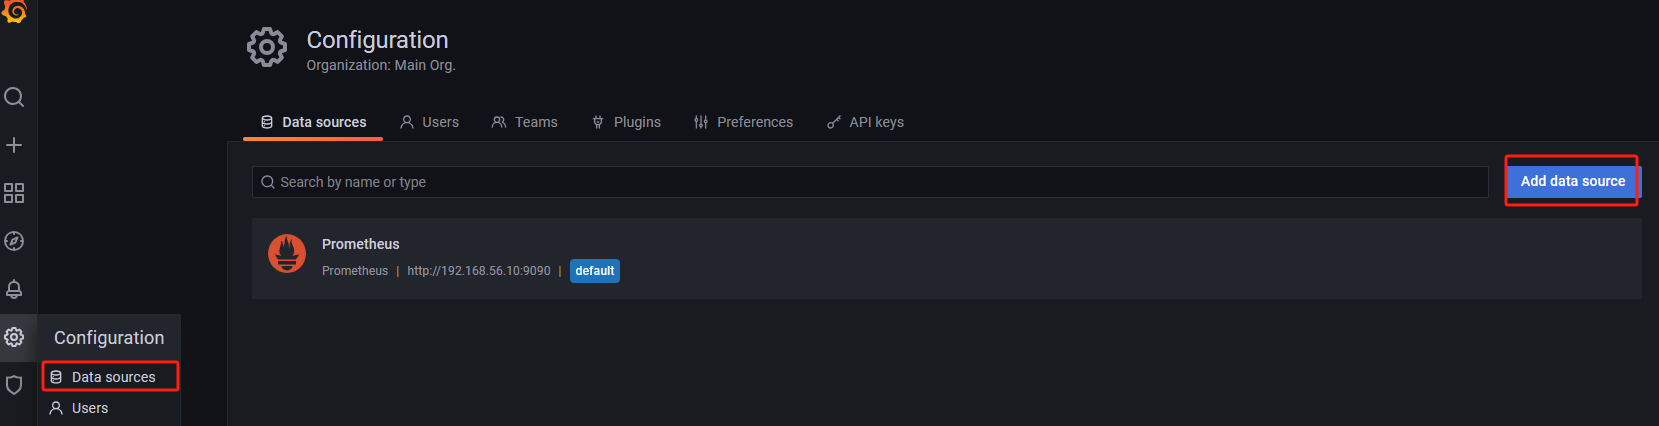 Configuration
Organization: Main Org.
Data sources Users Teams Plugins Preferences API keys
Search by name or type
Add data source
Prometheus
Prometheus | http://192.168.56.10:9090 | default
Configuration
Data sources
Users